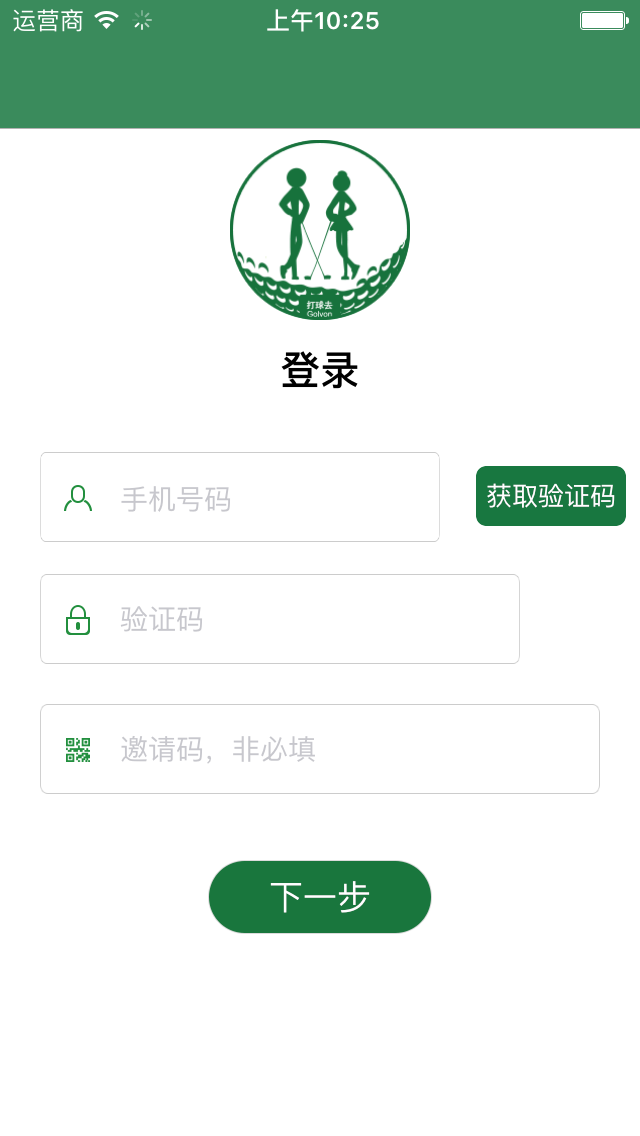 运营商 上午10:25
打球去
Golvon
登录
手机号码 获取验证码
验证码
邀请码，非必填
下一步